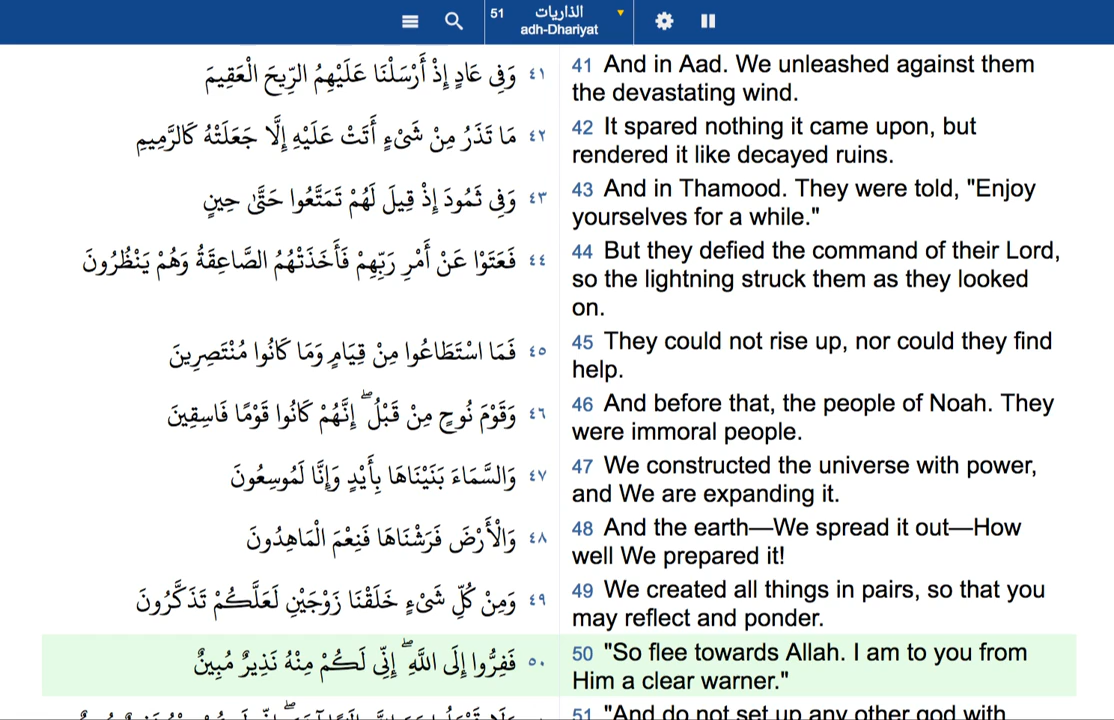 51
الذاريات
adh-Dhariyat
وَفِي عَادٍ إِذْ أَرْسَلْنَا عَلَيْهِمُ الرِّيحَ الْعَقِيمَ ٤١
41 And in Aad. We unleashed against them
the devastating wind.
مَا تَذَرُ مِنْ شَيْءٍ أَتَتْ عَلَيْهِ إِلَّا جَعَلَتْهُ كَالرَّمِيمِ ٤٢
42 It spared nothing it came upon, but
rendered it like decayed ruins.
وَفِي ثَمُودَ إِذْ قِيلَ لَهُمْ تَمَتَّعُوا حَتَّىٰ حِينٍ ٤٣
43 And in Thamood. They were told, "Enjoy
yourselves for a while."
فَعَتَوْا عَنْ أَمْرِ رَبِّهِمْ فَأَخَذَتْهُمُ الصَّاعِقَةُ وَهُمْ يَنْظُرُونَ ٤٤
44 But they defied the command of their Lord,
so the lightning struck them as they looked
on.
فَمَا اسْتَطَاعُوا مِنْ قِيَامٍ وَمَا كَانُوا مُنْتَصِرِينَ ٤٥
45 They could not rise up, nor could they find
help.
وَقَوْمَ نُوحٍ مِنْ قَبْلُ ۖ إِنَّهُمْ كَانُوا قَوْمًا فَاسِقِينَ ٤٦
46 And before that, the people of Noah. They
were immoral people.
وَالسَّمَاءَ بَنَيْنَاهَا بِأَيْدٍ وَإِنَّا لَمُوسِعُونَ ٤٧
47 We constructed the universe with power,
and We are expanding it.
وَالْأَرْضَ فَرَشْنَاهَا فَنِعْمَ الْمَاهِدُونَ ٤٨
48 And the earth—We spread it out—How
well We prepared it!
وَمِنْ كُلِّ شَيْءٍ خَلَقْنَا زَوْجَيْنِ لَعَلَّكُمْ تَذَكَّرُونَ ٤٩
49 We created all things in pairs, so that you
may reflect and ponder.
فَفِرُّوا إِلَى اللَّهِ ۖ إِنِّي لَكُمْ مِنْهُ نَذِيرٌ مُبِينٌ ٥٠
50 "So flee towards Allah. I am to you from
Him a clear warner."
51 "And do not set up any other god with